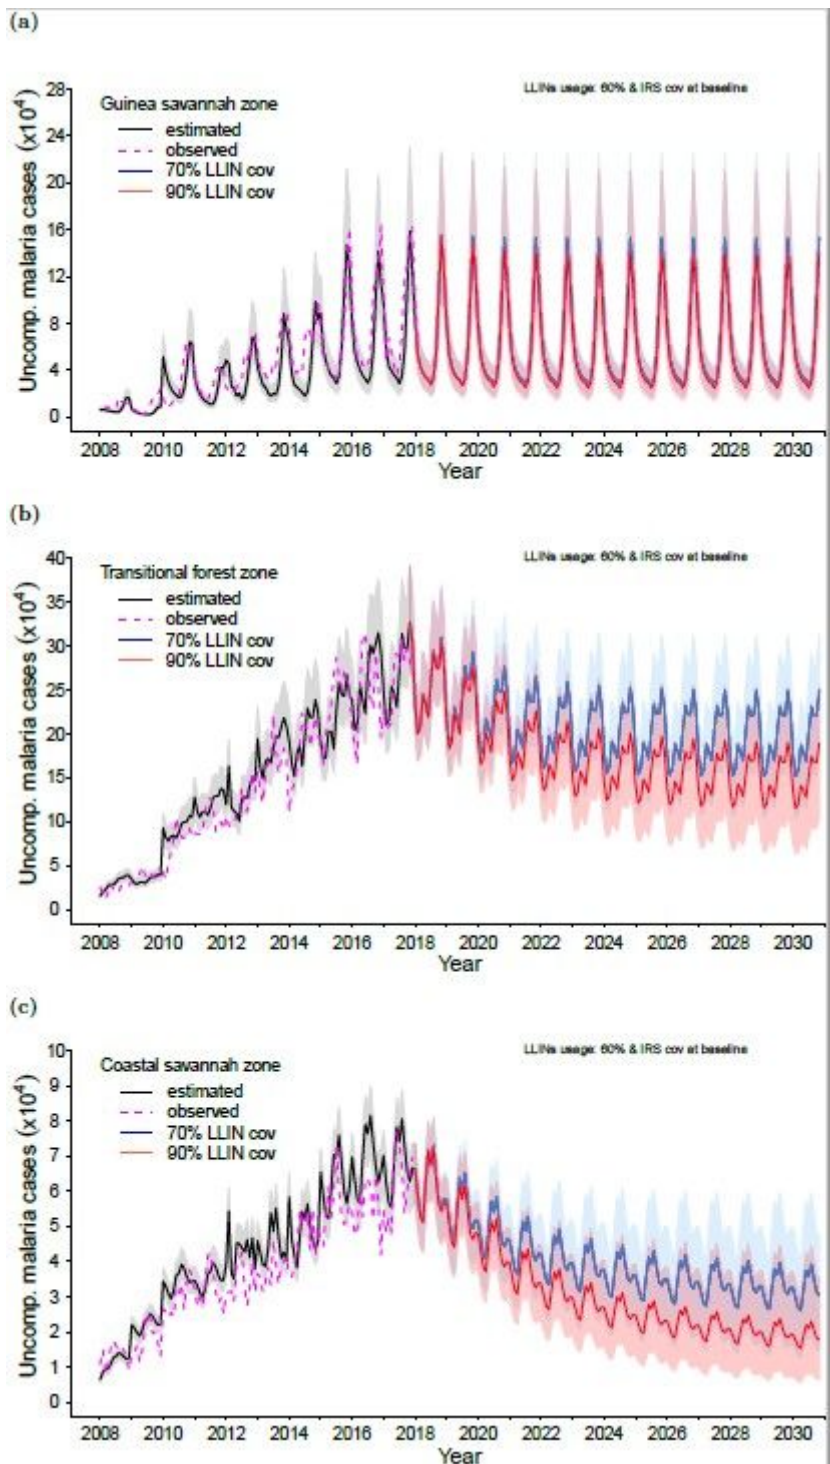 (a)
Uncomp. malaria cases (x10⁴)
28
24
20
16
12
8
4
0
LLINs usage: 60% & IRS cov at baseline
Guinea savannah zone
estimated
observed
70% LLIN cov
90% LLIN cov
2008 2010 2012 2014 2016 2018 2020 2022 2024 2026 2028 2030
Year
(b)
Uncomp. malaria cases (x10⁴)
40
35
30
25
20
15
10
5
0
LLINs usage: 60% & IRS cov at baseline
Transitional forest zone
estimated
observed
70% LLIN cov
90% LLIN cov
2008 2010 2012 2014 2016 2018 2020 2022 2024 2026 2028 2030
Year
(c)
Uncomp. malaria cases (x10⁴)
10
9
8
7
6
5
4
3
2
1
0
LLINs usage: 60% & IRS cov at baseline
Coastal savannah zone
estimated
observed
70% LLIN cov
90% LLIN cov
2008 2010 2012 2014 2016 2018 2020 2022 2024 2026 2028 2030
Year